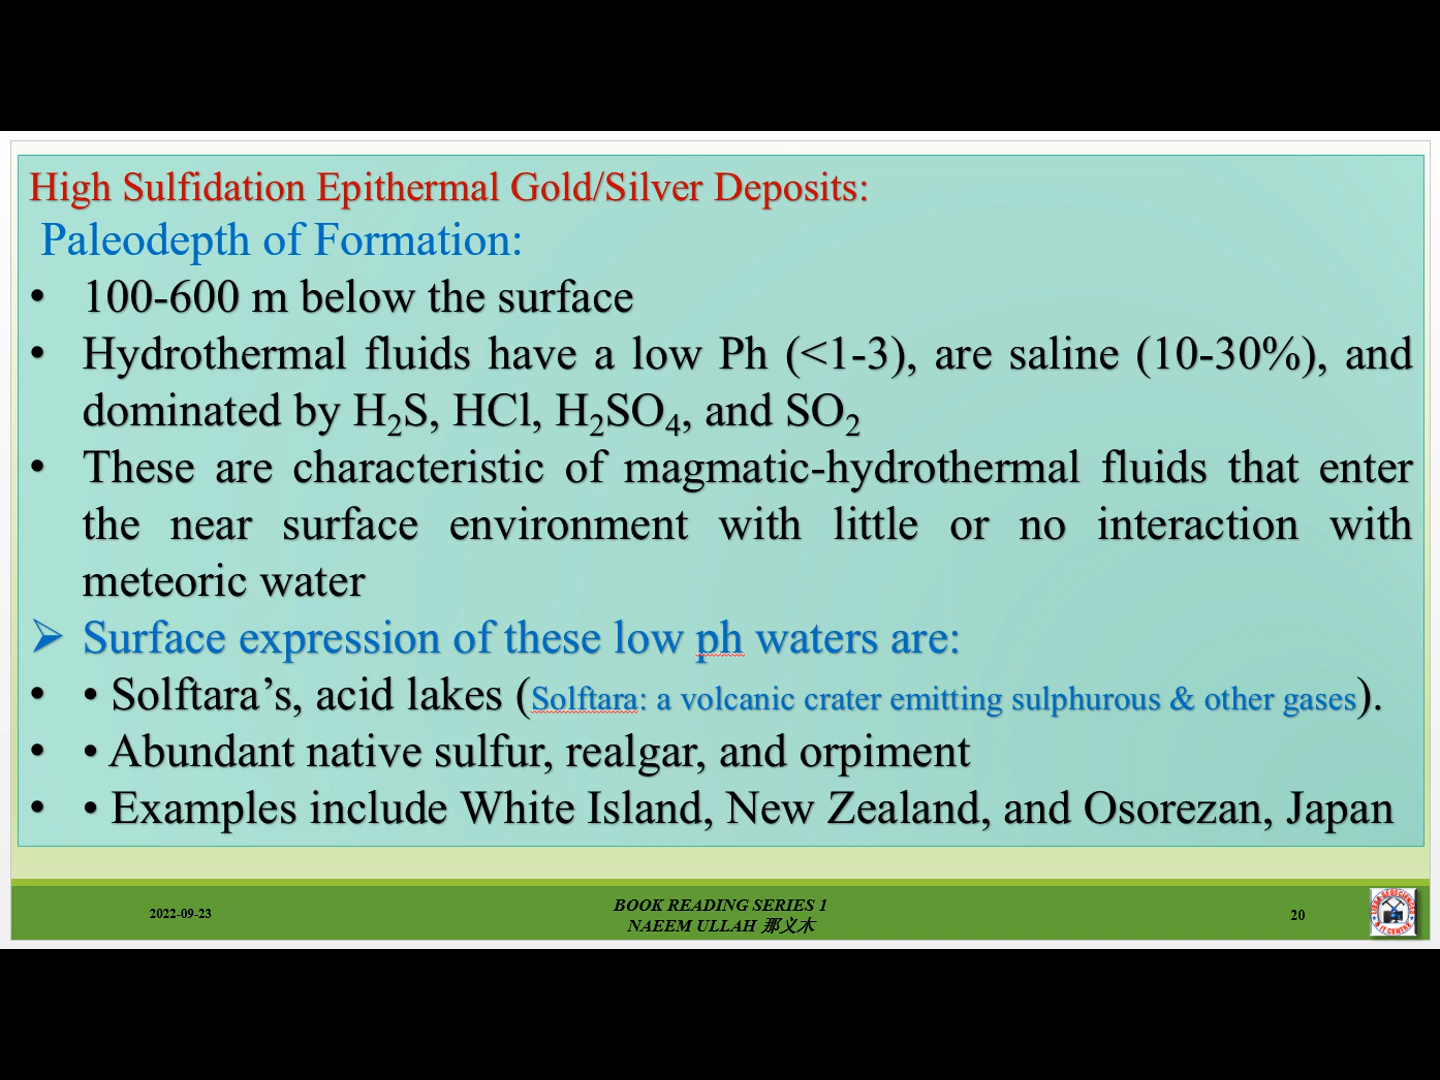 High Sulfidation Epithermal Gold/Silver Deposits:
Paleodepth of Formation:
• 100-600 m below the surface
• Hydrothermal fluids have a low Ph (<1-3), are saline (10-30%), and
dominated by H₂S, HCl, H₂SO₄, and SO₂
• These are characteristic of magmatic-hydrothermal fluids that enter
the near surface environment with little or no interaction with
meteoric water
➢ Surface expression of these low ph waters are:
• • Solftara’s, acid lakes (Solftara: a volcanic crater emitting sulphurous & other gases).
• • Abundant native sulfur, realgar, and orpiment
• • Examples include White Island, New Zealand, and Osorezan, Japan
2022-09-23
BOOK READING SERIES 1
NAEEM ULLAH 那义木
20